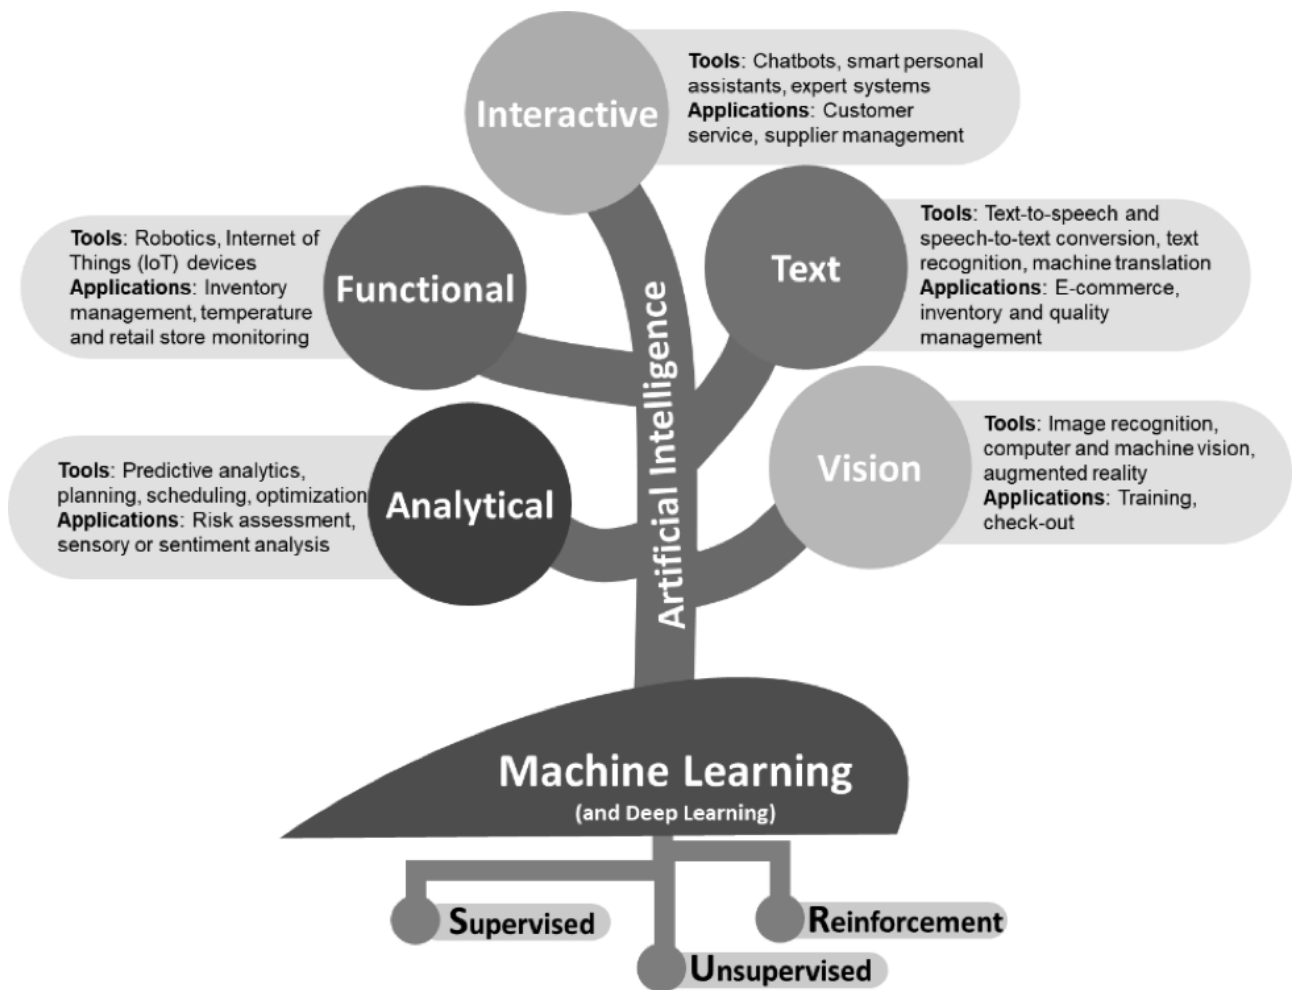 Interactive
Tools: Chatbots, smart personal
assistants, expert systems
Applications: Customer
service, supplier management
Functional
Tools: Robotics, Internet of
Things (IoT) devices
Applications: Inventory
management, temperature
and retail store monitoring
Text
Tools: Text-to-speech and
speech-to-text conversion, text
recognition, machine translation
Applications: E-commerce,
inventory and quality
management
Analytical
Tools: Predictive analytics,
planning, scheduling, optimization
Applications: Risk assessment,
sensory or sentiment analysis
Vision
Tools: Image recognition,
computer and machine vision,
augmented reality
Applications: Training,
check-out
Artificial Intelligence
Machine Learning
(and Deep Learning)
Supervised
Reinforcement
Unsupervised